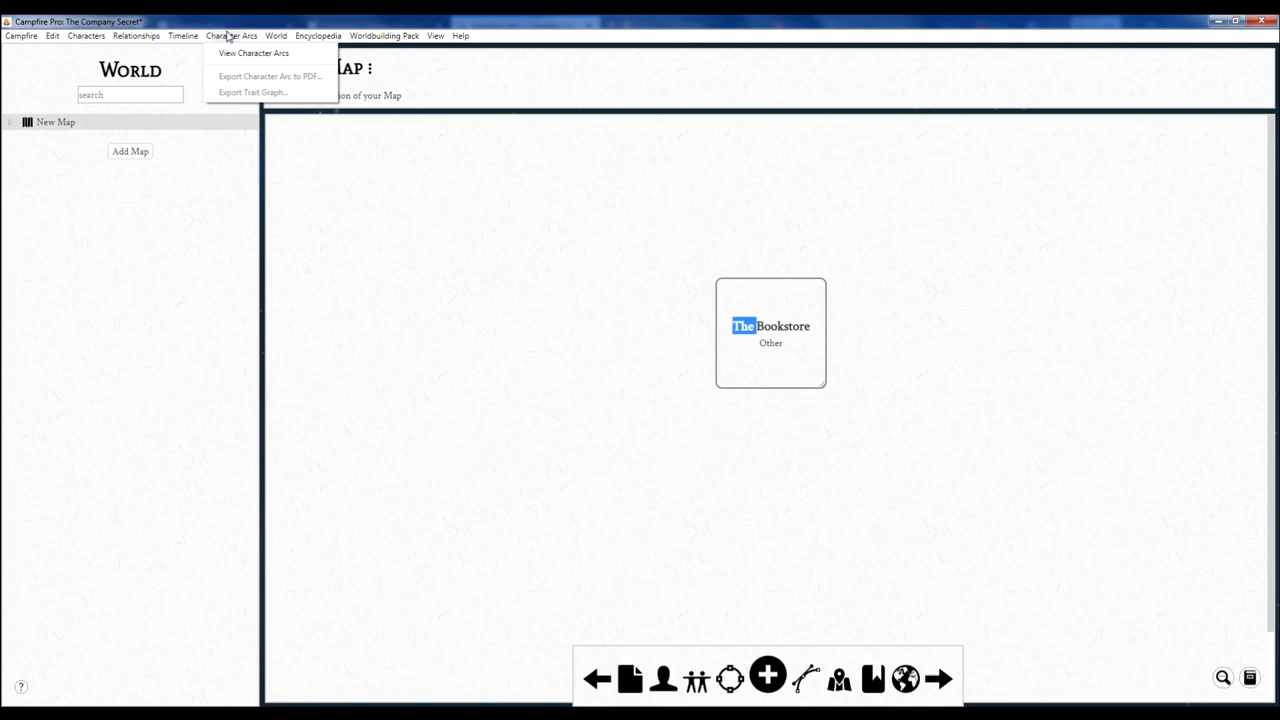 Campfire Pro: The Company Secret*
Campfire Edit Characters Relationships Timeline Character Arcs World Encyclopedia Worldbuilding Pack View Help
View Character Arcs
Export Character Arc to PDF...
Export Trait Graph...
World
search
ap
ion of your Map
New Map
Add Map
The Bookstore
Other
?